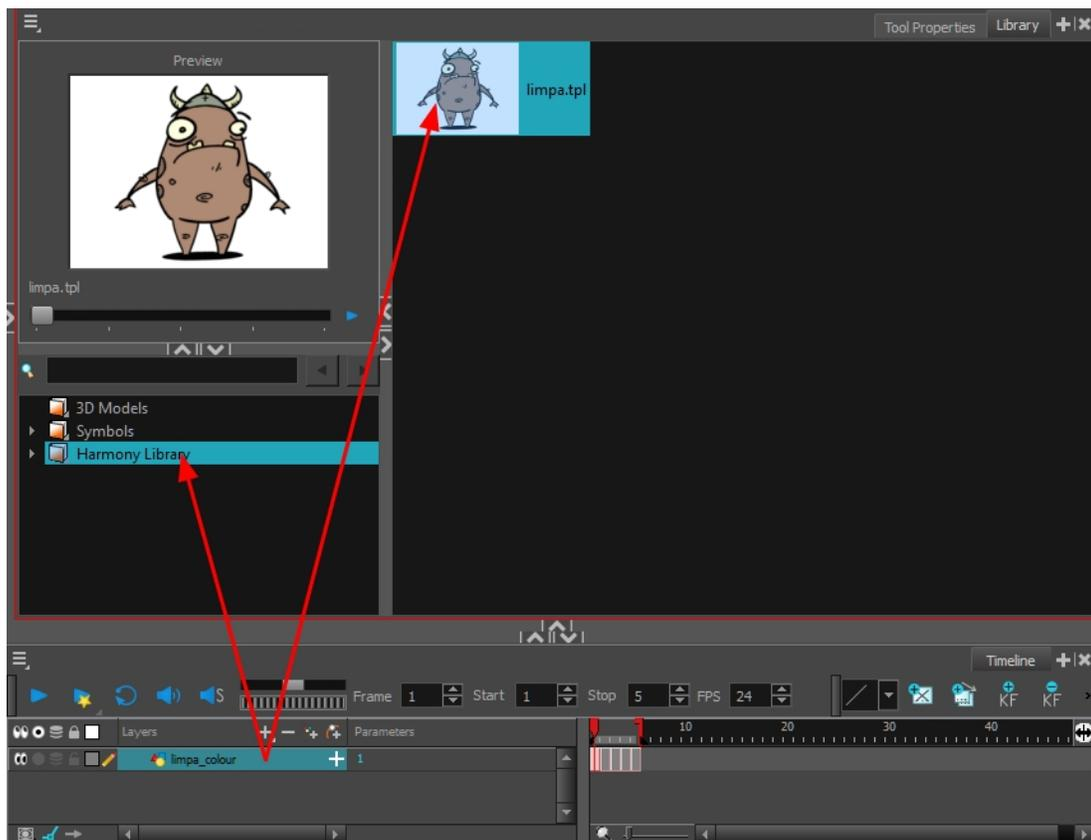 Tool Properties
Library
Preview
limpa.tpl
limpa.tpl
3D Models
Symbols
Harmony Library
Timeline
S
Frame 1 Start 1 Stop 5 FPS 24
KF KF
Layers Parameters
10 20 30 40
limpa_colour 1